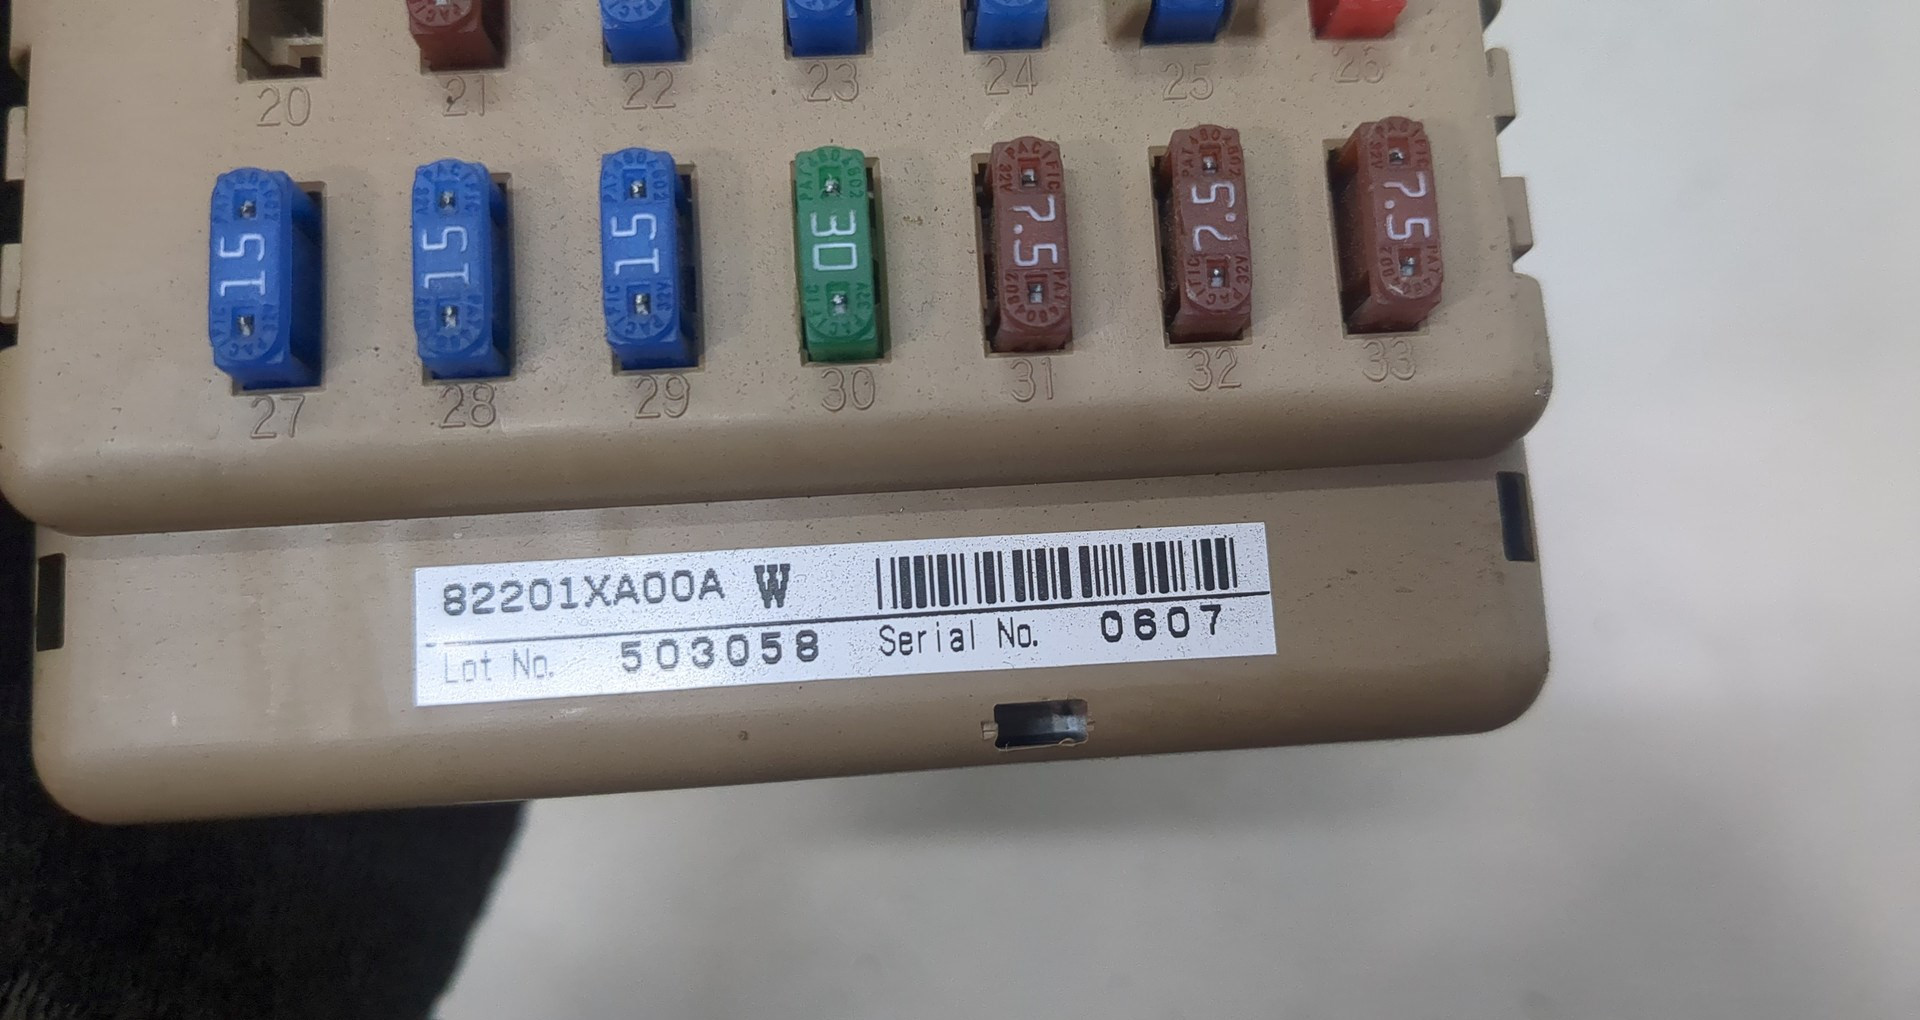 20 21 22 23 24 25 26
15 15 15 30 7.5 7.5 7.5
27 28 29 30 31 32 33
82201XA00A W
Lot No. 503058 Serial No. 0607